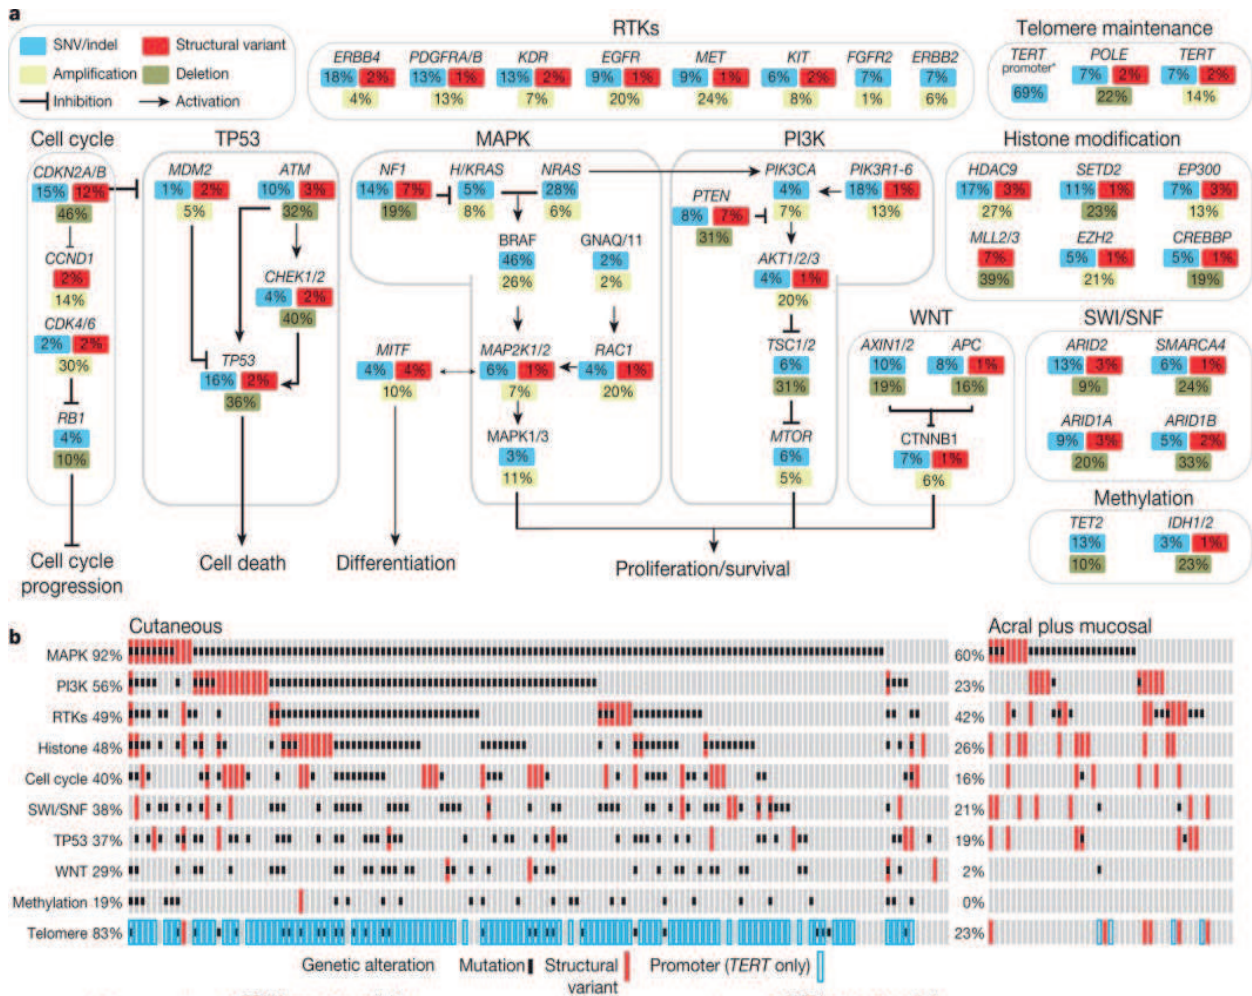 a
SNV/indel Structural variant
Amplification Deletion
Inhibition Activation
RTKs
ERBB4 PDGFRA/B KDR EGFR MET KIT FGFR2 ERBB2
18% 2% 13% 1% 13% 2% 9% 1% 9% 1% 6% 2% 7% 7%
4% 13% 7% 20% 24% 8% 1% 6%
Telomere maintenance
TERT POLE TERT
promoter*
69% 7% 2% 7% 2%
22% 14%
Cell cycle
CDKN2A/B
15% 12%
46%
CCND1
2%
14%
CDK4/6
2% 2%
30%
RB1
4%
10%
Cell cycle
progression
TP53
MDM2 ATM
1% 2% 10% 3%
5% 32%
CHEK1/2
4% 2%
40%
TP53
16% 2%
36%
Cell death
MAPK
NF1 H/KRAS NRAS
14% 7% 5% 28%
19% 8% 6%
BRAF GNAQ/11
46% 2%
26% 2%
MITF MAP2K1/2 RAC1
4% 4% 6% 1% 4% 1%
10% 7% 20%
MAPK1/3
3%
11%
Differentiation
PI3K
PIK3CA PIK3R1-6
4% 18% 1%
7% 13%
PTEN
8% 7%
31%
AKT1/2/3
4% 1%
20%
TSC1/2
6%
31%
MTOR
6%
5%
Proliferation/survival
WNT
AXIN1/2 APC
10% 8% 1%
19% 16%
CTNNB1
7% 1%
6%
Histone modification
HDAC9 SETD2 EP300
17% 3% 11% 1% 7% 3%
27% 23% 13%
MLL2/3 EZH2 CREBBP
7% 5% 1% 5% 1%
39% 21% 19%
SWI/SNF
ARID2 SMARCA4
13% 3% 6% 1%
9% 24%
ARID1A ARID1B
9% 3% 5% 2%
20% 33%
Methylation
TET2 IDH1/2
13% 3% 1%
10% 23%
b
Cutaneous Acral plus mucosal
MAPK 92% 60%
PI3K 56% 23%
RTKs 49% 42%
Histone 48% 26%
Cell cycle 40% 16%
SWI/SNF 38% 21%
TP53 37% 19%
WNT 29% 2%
Methylation 19% 0%
Telomere 83% 23%
Genetic alteration Mutation Structural Promoter (TERT only)
variant